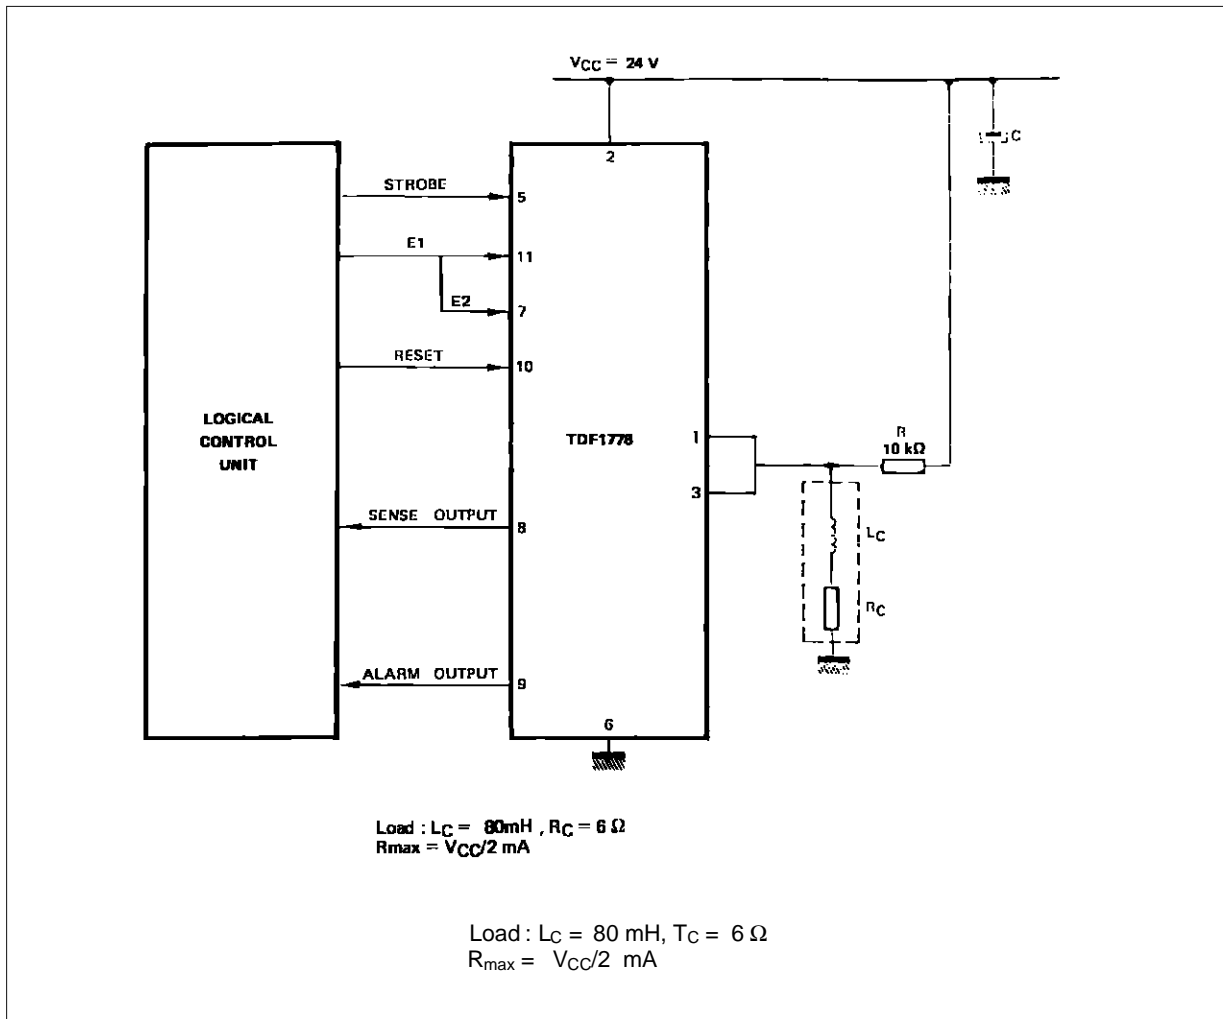 VCC = 24 V
C
2
STROBE
5
E1
11
E2
7
RESET
10
LOGICAL
CONTROL
UNIT
TDF1778
1
R
10 kΩ
3
SENSE OUTPUT
8
LC
RC
ALARM OUTPUT
9
6
Load : LC = 80mH , RC = 6 Ω
Rmax = VCC/2 mA
Load : LC = 80 mH, TC = 6 Ω
Rmax = VCC/2 mA